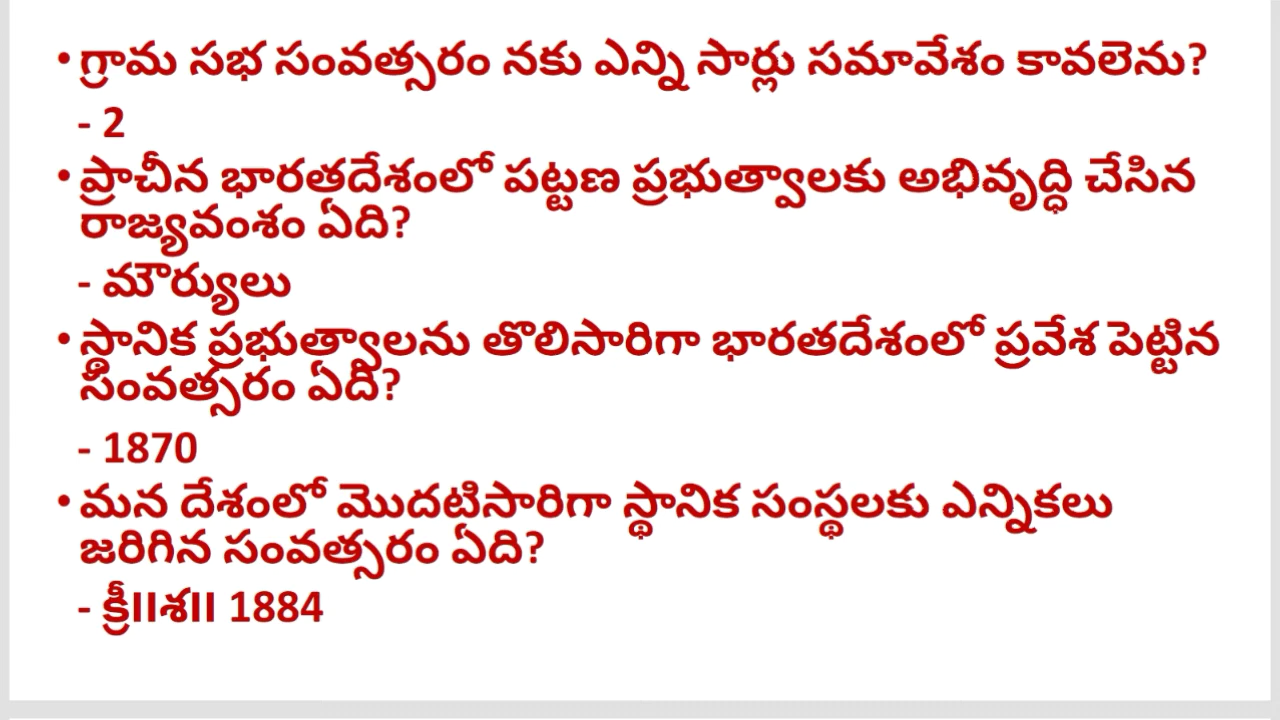 • గ్రామ సభ సంవత్సరం నకు ఎన్ని సార్లు సమావేశం కావలెను?
- 2
• ప్రాచీన భారతదేశంలో పట్టణ ప్రభుత్వాలకు అభివృద్ధి చేసిన
రాజ్యవంశం ఏది?
- మౌర్యులు
• స్థానిక ప్రభుత్వాలను తొలిసారిగా భారతదేశంలో ప్రవేశ పెట్టిన
సంవత్సరం ఏది?
- 1870
• మన దేశంలో మొదటిసారిగా స్థానిక సంస్థలకు ఎన్నికలు
జరిగిన సంవత్సరం ఏది?
- క్రీ||శ|| 1884